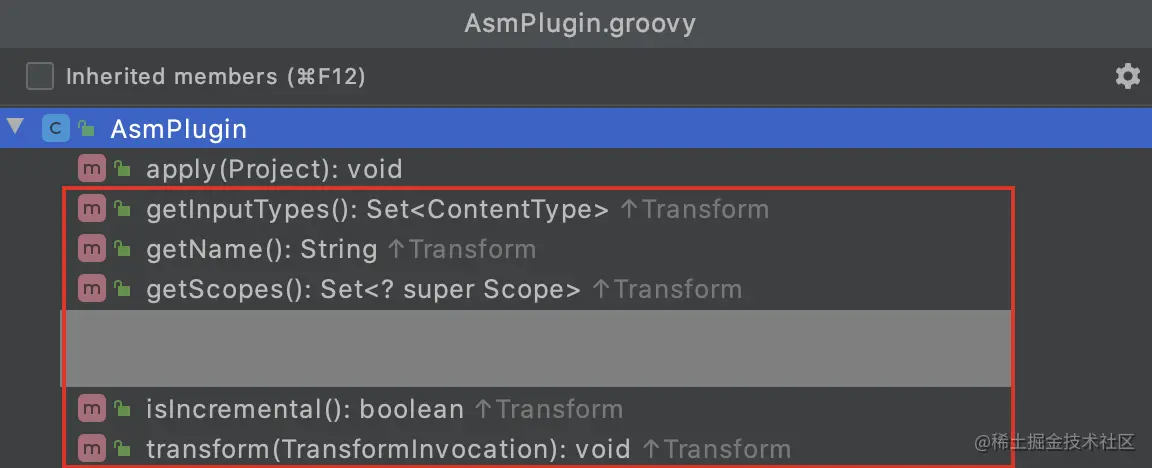 AsmPlugin.groovy
Inherited members (⌘F12)
C AsmPlugin
m apply(Project): void
m getInputTypes(): Set<ContentType> ↑Transform
m getName(): String ↑Transform
m getScopes(): Set<? super Scope> ↑Transform
m isIncremental(): boolean ↑Transform
m transform(TransformInvocation): void ↑Transform
@稀土掘金技术社区